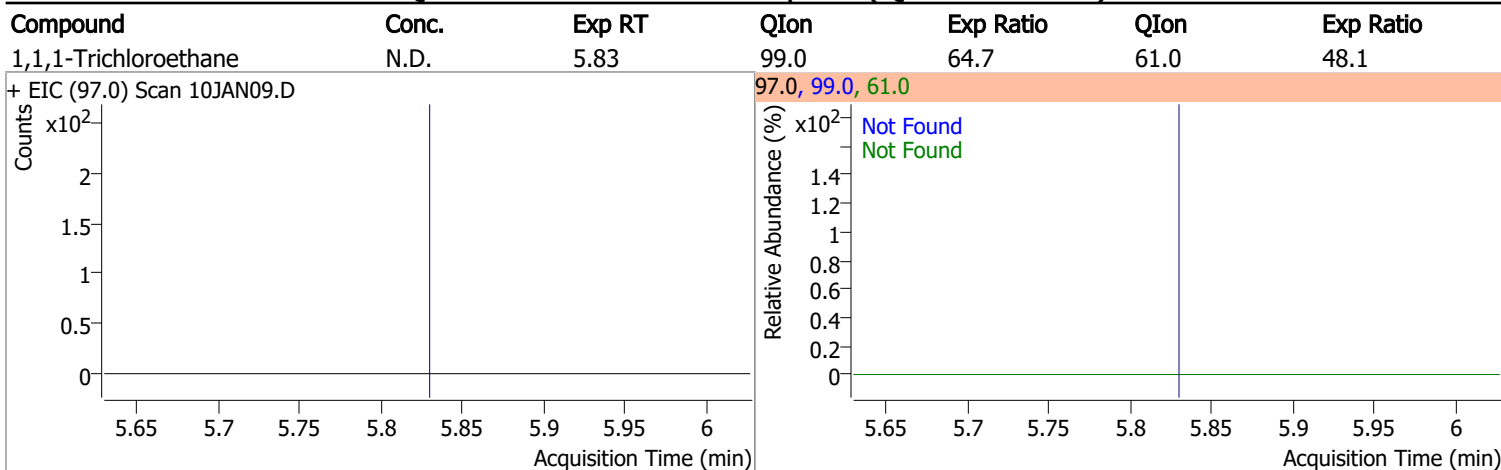 Compound Conc. Exp RT QIon Exp Ratio QIon Exp Ratio
1,1,1-Trichloroethane N.D. 5.83 99.0 64.7 61.0 48.1
+ EIC (97.0) Scan 10JAN09.D
Counts
x10²
2
1.5
1
0.5
0
5.65 5.7 5.75 5.8 5.85 5.9 5.95 6
Acquisition Time (min)
97.0, 99.0, 61.0
Relative Abundance (%)
x10²
Not Found
Not Found
1.4
1.2
1
0.8
0.6
0.4
0.2
0
5.65 5.7 5.75 5.8 5.85 5.9 5.95 6
Acquisition Time (min)